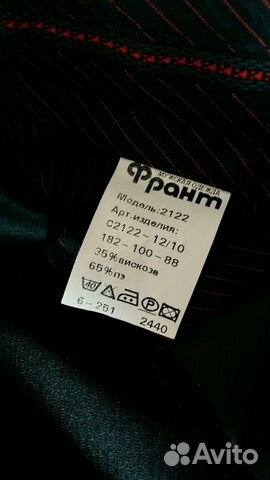 МУЖСКАЯ ОДЕЖДА
Франт
Модель:2122
Арт.изделия:
С2122-12/10
182-100-88
35%вискоза
65%пэ
40 P
6-251 2440
Avito